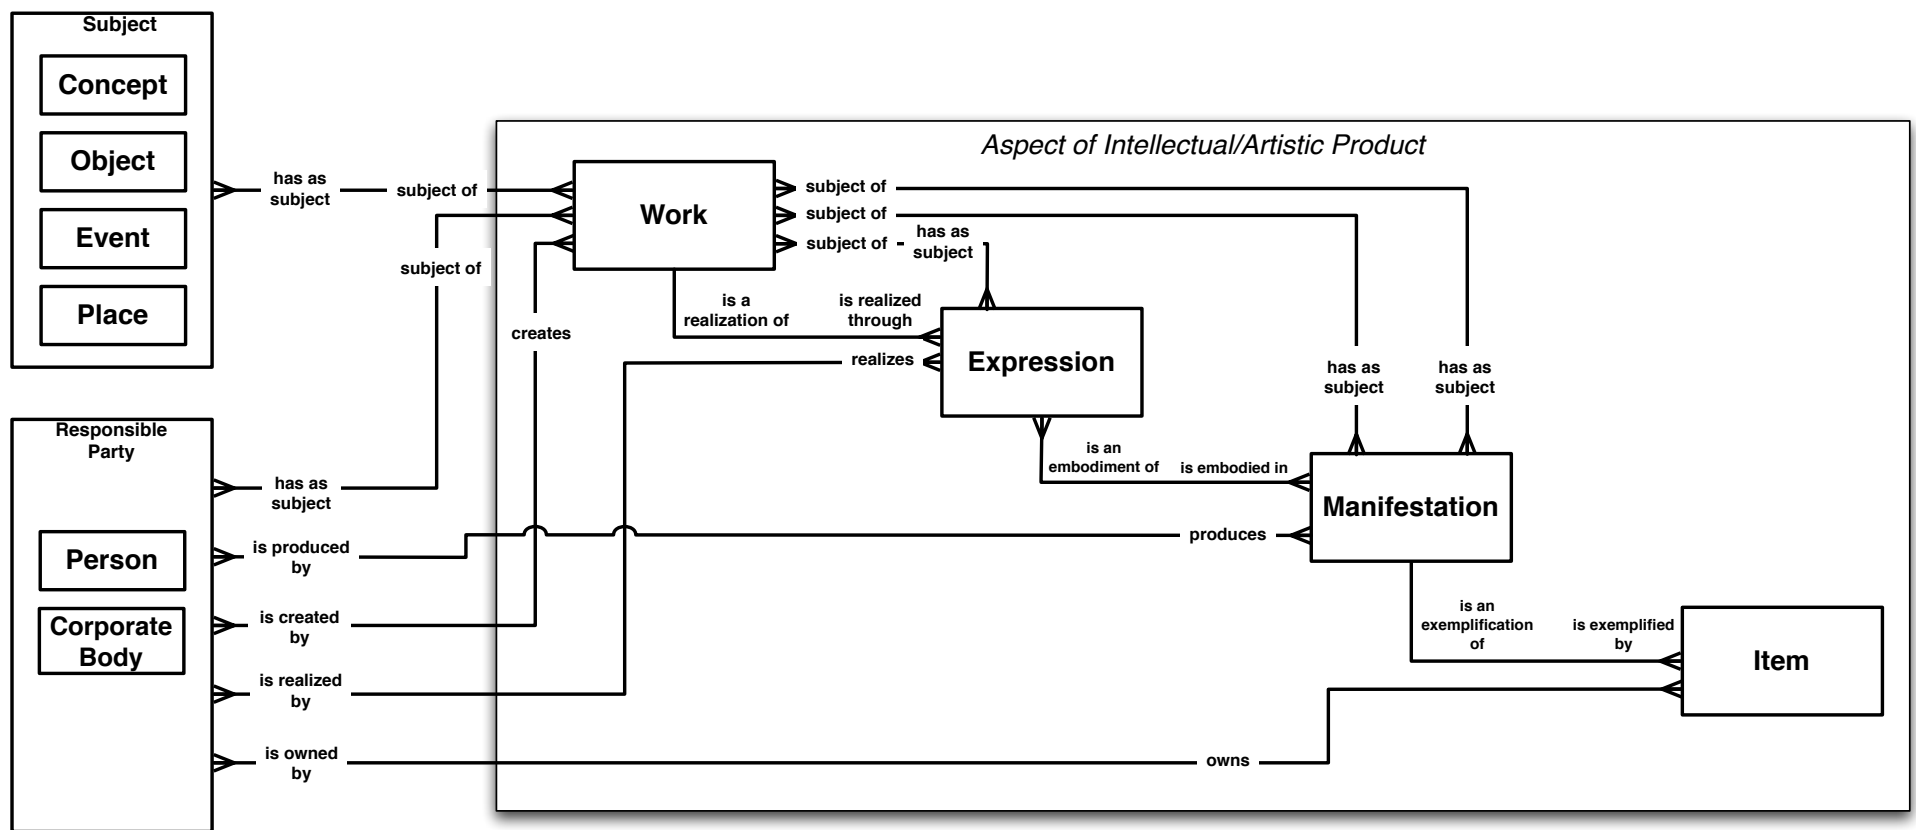 Subject
Concept
Object
Event
Place
has as
subject
subject of
subject of
creates
Responsible
Party
Person
Corporate
Body
has as
subject
is produced
by
is created
by
is realized
by
is owned
by
Aspect of Intellectual/Artistic Product
Work
subject of
subject of
subject of
has as
subject
is a
realization of
is realized
through
realizes
Expression
has as
subject
has as
subject
is an
embodiment of
is embodied in
Manifestation
produces
is an
exemplification
of
is exemplified
by
Item
owns